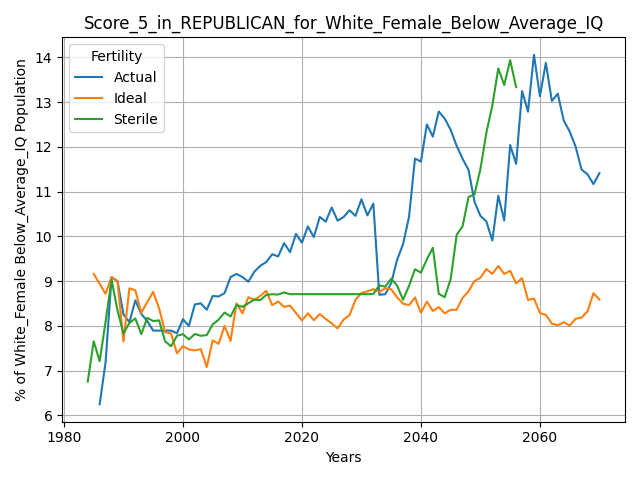 Score_5_in_REPUBLICAN_for_White_Female_Below_Average_IQ
% of White_Female Below_Average_IQ Population
14
13
12
11
10
9
8
7
6
Fertility
Actual
Ideal
Sterile
1980
2000
2020
2040
2060
Years